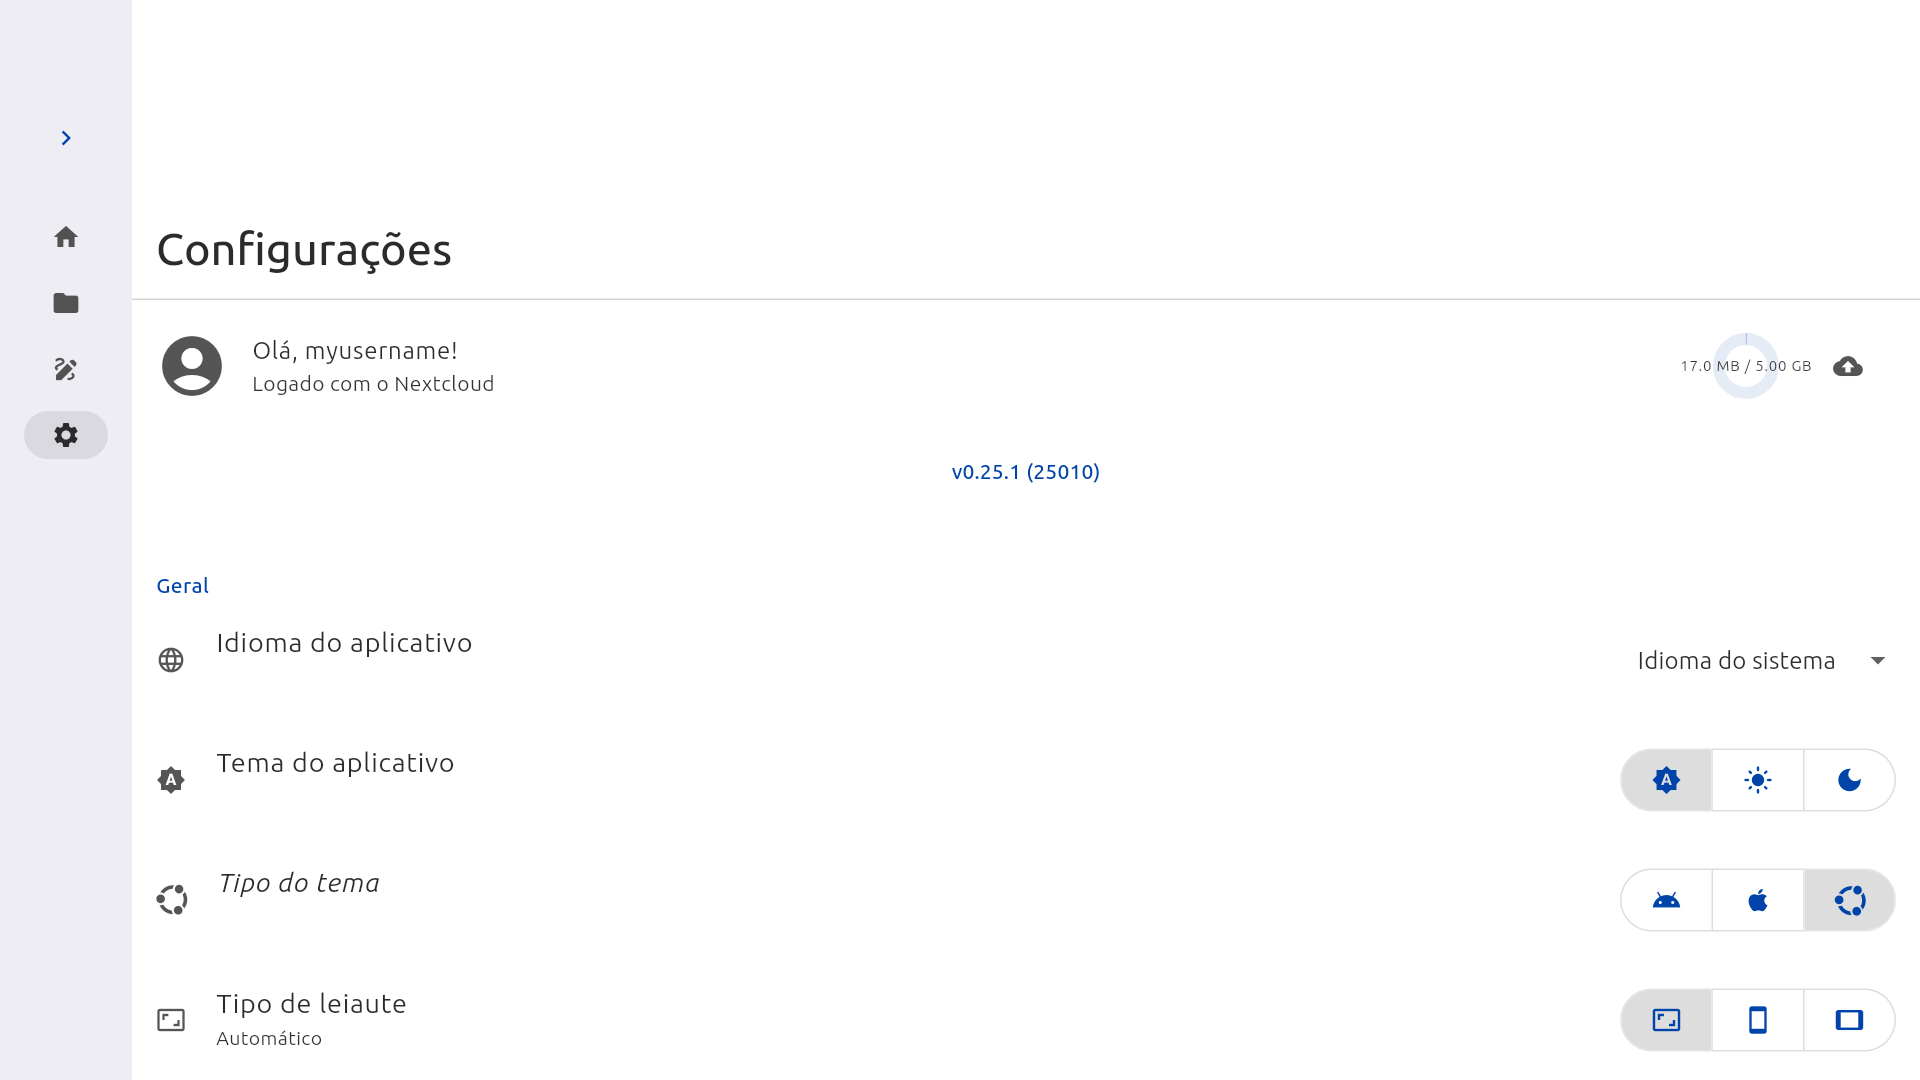 Configurações
Olá, myusername!
Logado com o Nextcloud
17.0 MB / 5.00 GB
v0.25.1 (25010)
Geral
Idioma do aplicativo
Idioma do sistema
Tema do aplicativo
Tipo do tema
Tipo de leiaute
Automático